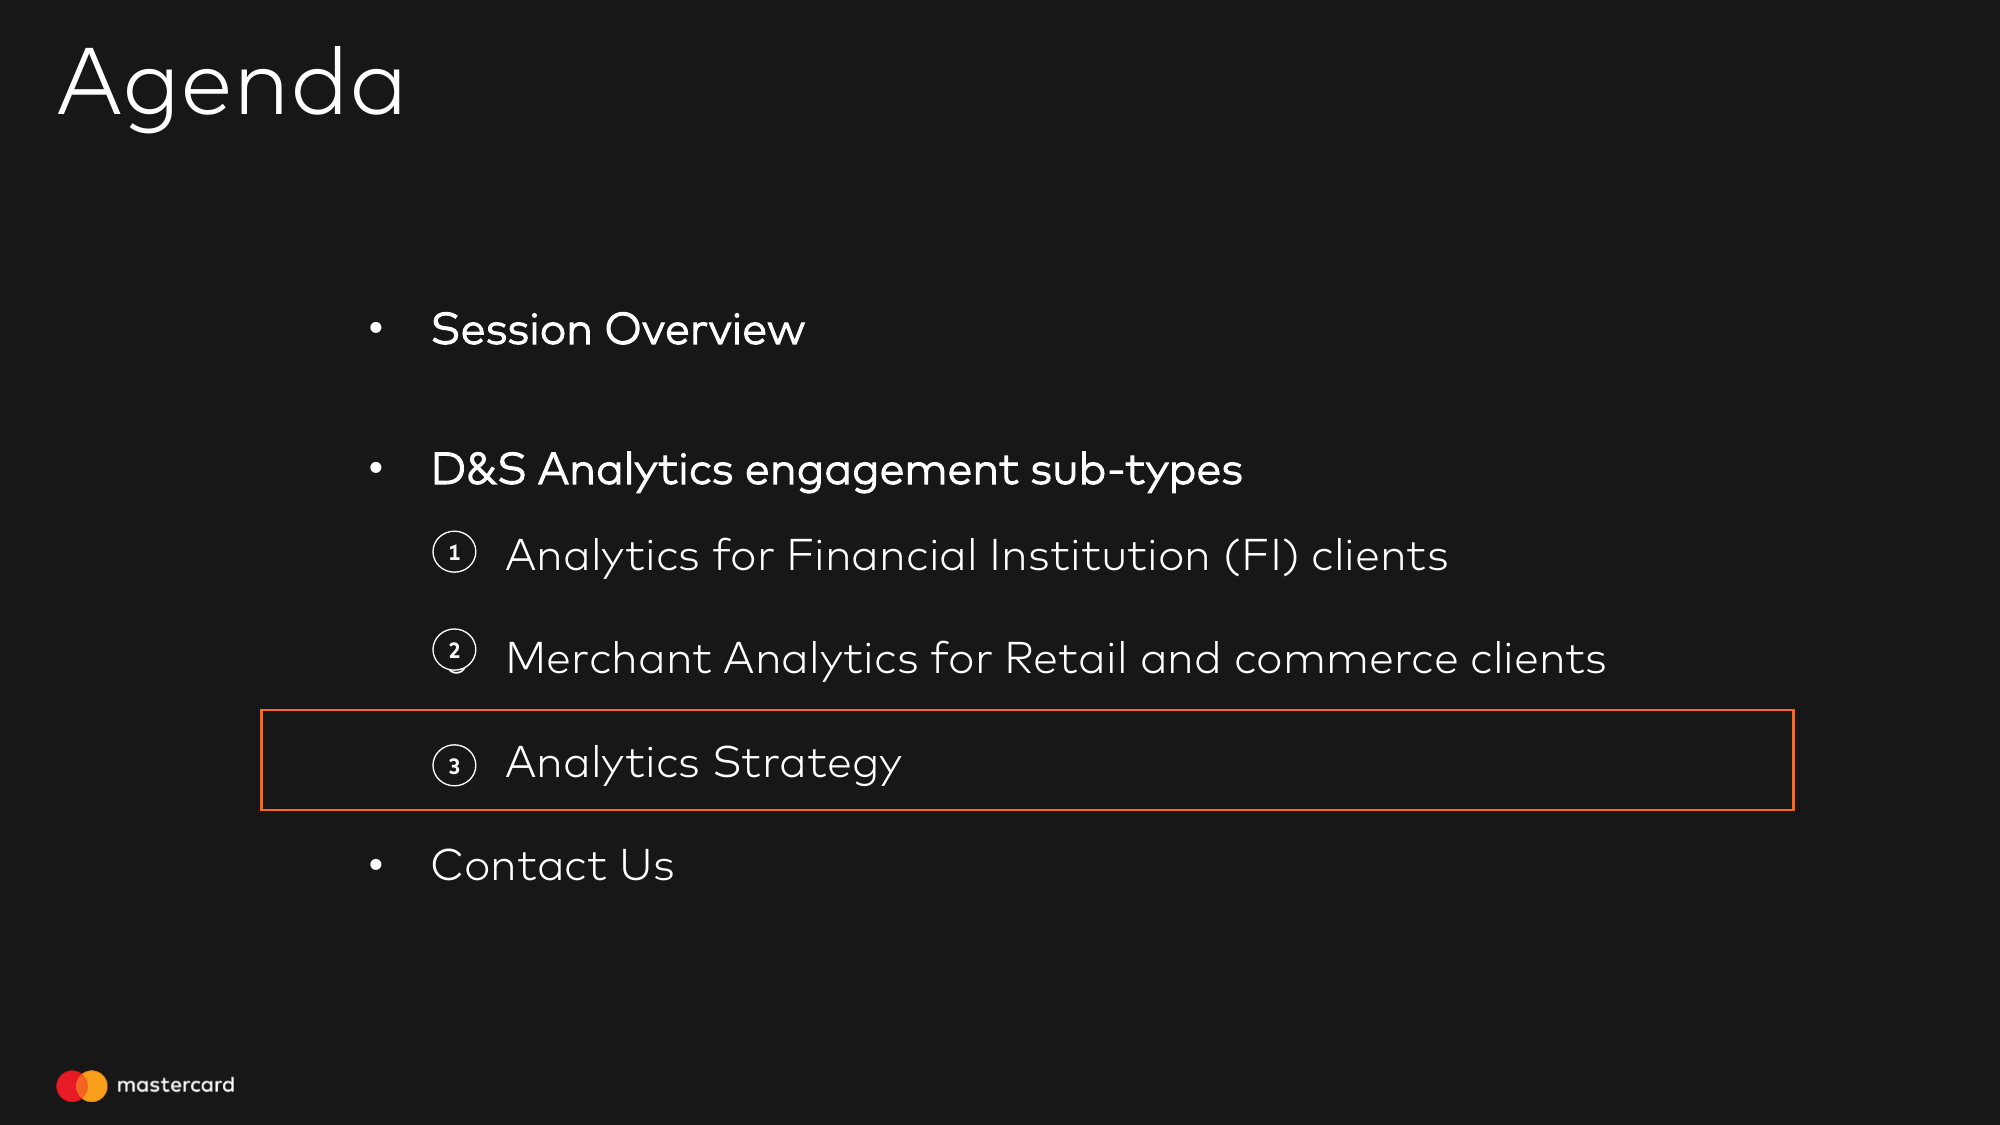 Agenda
• Session Overview
• D&S Analytics engagement sub-types
1 Analytics for Financial Institution (FI) clients
2 Merchant Analytics for Retail and commerce clients
3 Analytics Strategy
• Contact Us
mastercard